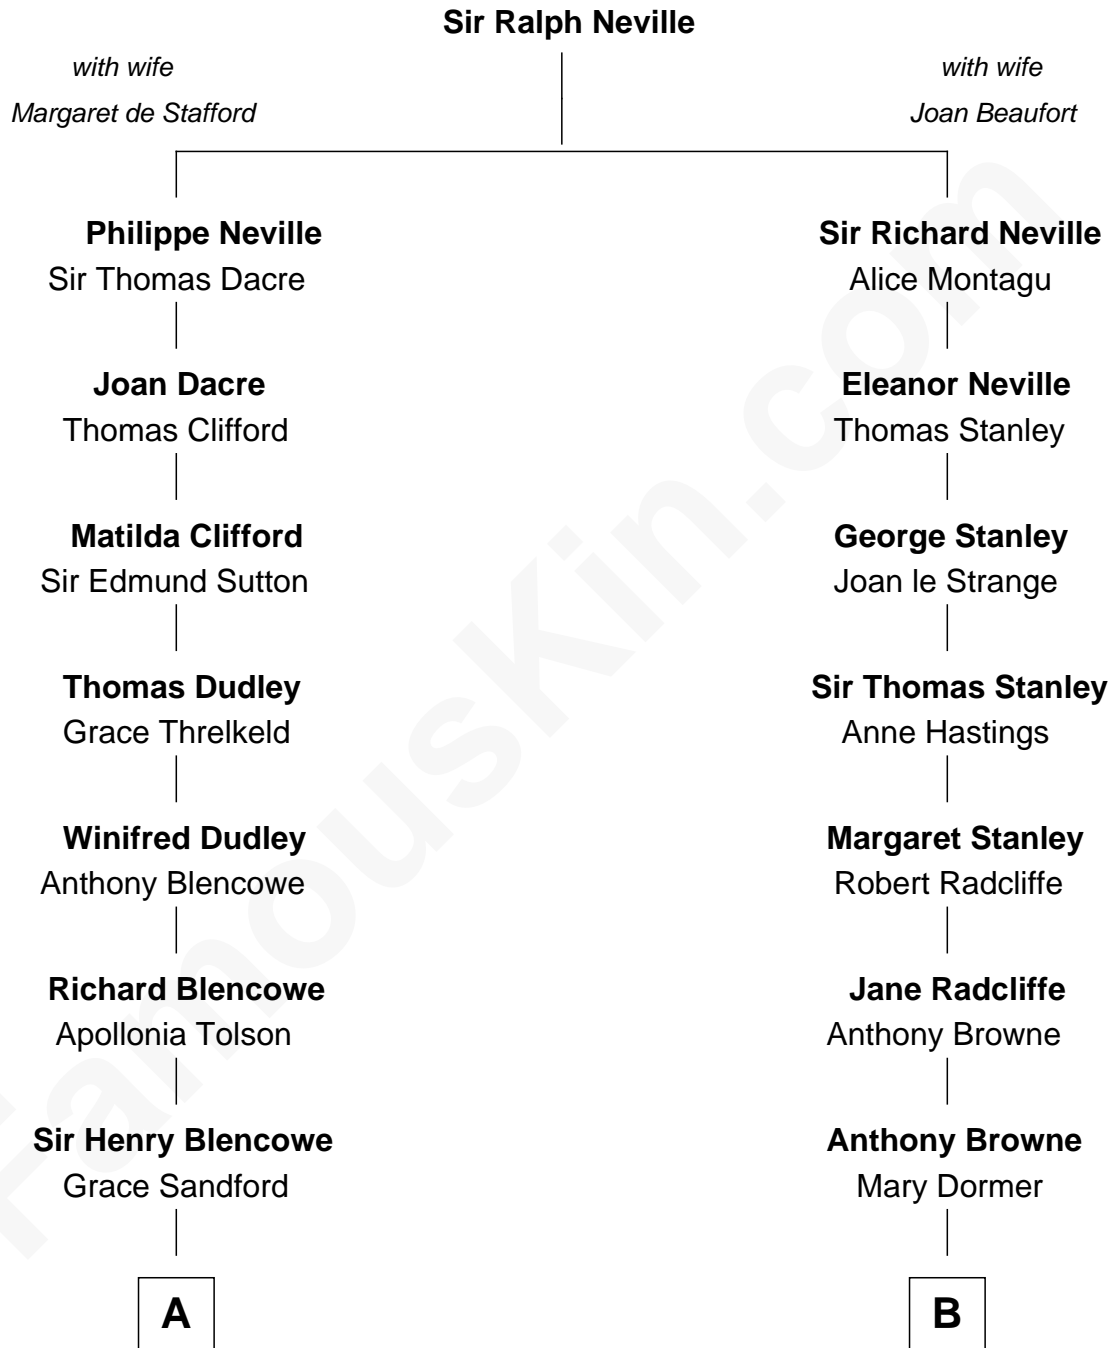 Sir Ralph Neville
with wife
Margaret de Stafford
with wife
Joan Beaufort
Philippe Neville
Sir Thomas Dacre
Joan Dacre
Thomas Clifford
Matilda Clifford
Sir Edmund Sutton
Thomas Dudley
Grace Threlkeld
Winifred Dudley
Anthony Blencowe
Richard Blencowe
Apollonia Tolson
Sir Henry Blencowe
Grace Sandford
A
Sir Richard Neville
Alice Montagu
Eleanor Neville
Thomas Stanley
George Stanley
Joan le Strange
Sir Thomas Stanley
Anne Hastings
Margaret Stanley
Robert Radcliffe
Jane Radcliffe
Anthony Browne
Anthony Browne
Mary Dormer
B
FamousKin.com